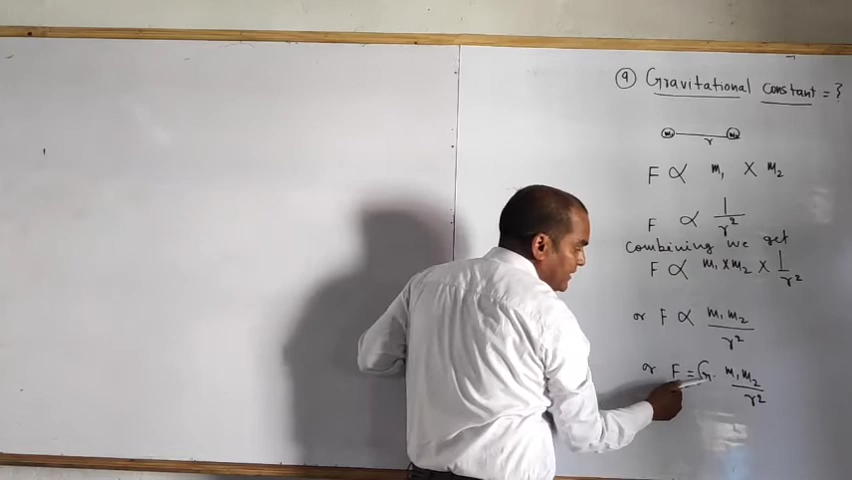 9 Gravitational constant = ?
m₁ m₂
r
F ∝ m₁ X m₂
F ∝ 1/r²
Combining we get
F ∝ m₁ X m₂ X 1/r²
or F ∝ m₁m₂/r²
or F = G. m₁m₂/r²